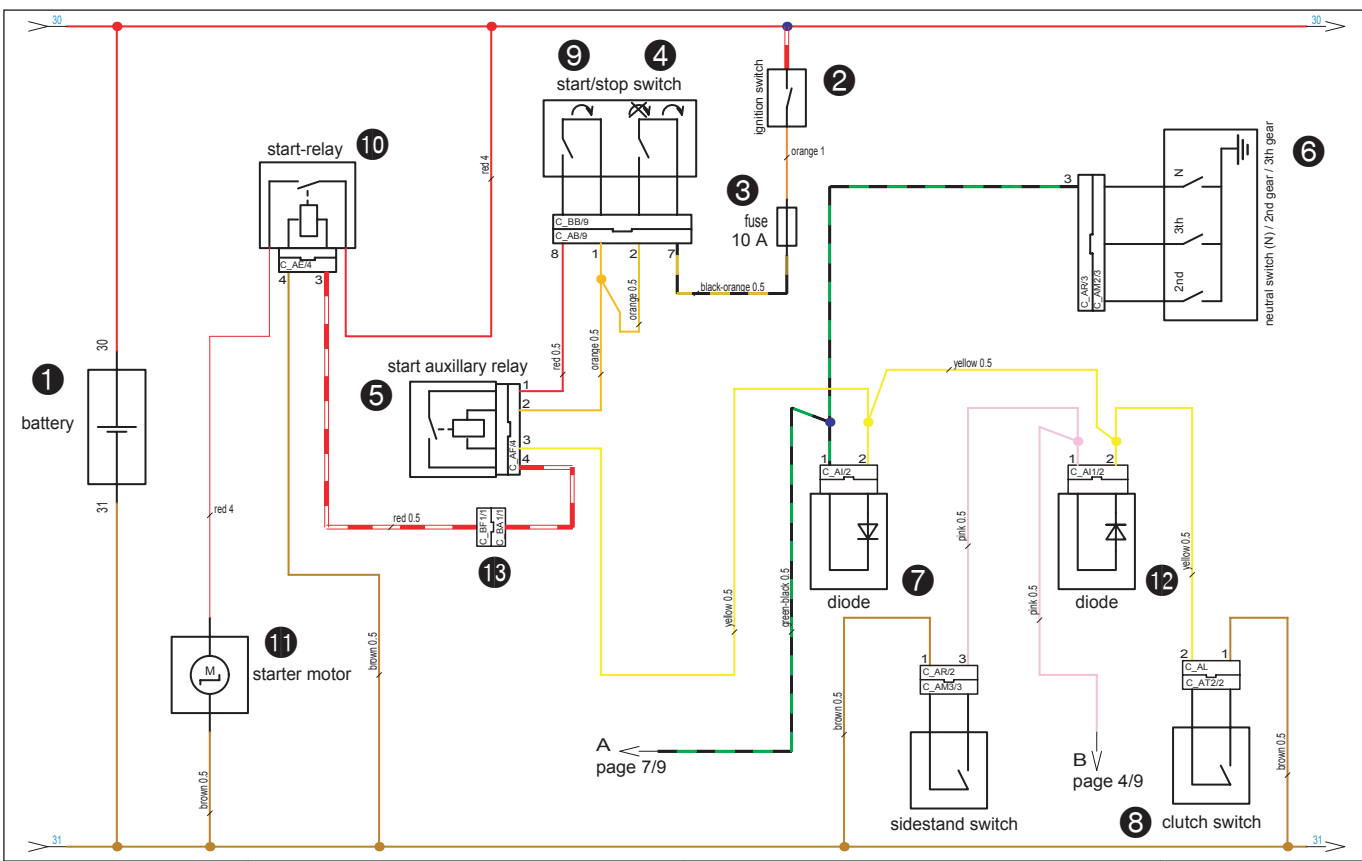 30
30
9
4
start/stop switch
ignition switch
2
10
start-relay
red 4
orange 1
3
fuse
10 A
3
6
N
3th
2nd
neutral switch (N) / 2nd gear / 3th gear
C_AR/3
C_AM2/3
C_BB/9
C_AB/9
8
1
2
7
C_AE/4
4
3
black-orange 0.5
orange 0.5
red 0.5
orange 0.5
1
battery
30
31
5
start auxillary relay
1
2
3
4
C_AF/4
yellow 0.5
1
2
C_AI/2
1
2
C_AI1/2
red 4
red 0.5
C_BF1/1
C_BA1/1
13
pink 0.5
yellow 0.5
7
diode
12
diode
yellow 0.5
green-black 0.5
pink 0.5
11
starter motor
M
brown 0.5
1
3
C_AR/2
C_AM3/3
2
1
C_AL
C_AT2/2
brown 0.5
A
page 7/9
brown 0.5
B
page 4/9
brown 0.5
sidestand switch
8
clutch switch
31
31